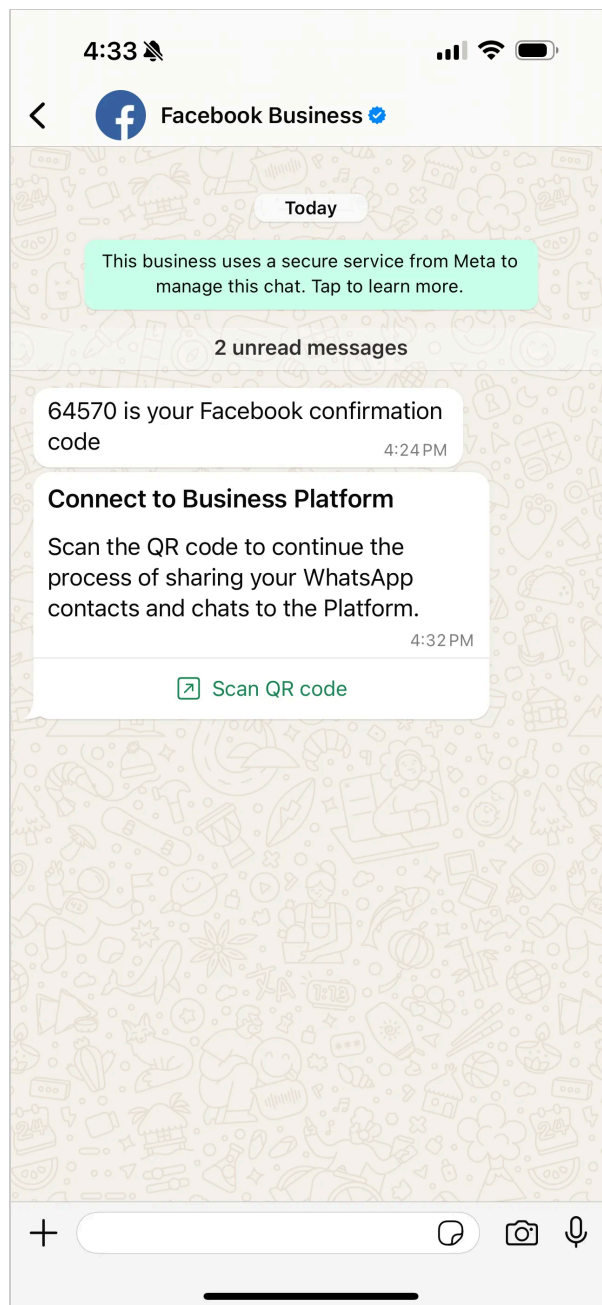 4:33
Facebook Business
Today
This business uses a secure service from Meta to
manage this chat. Tap to learn more.
2 unread messages
64570 is your Facebook confirmation
code
4:24 PM
Connect to Business Platform
Scan the QR code to continue the
process of sharing your WhatsApp
contacts and chats to the Platform.
4:32 PM
Scan QR code